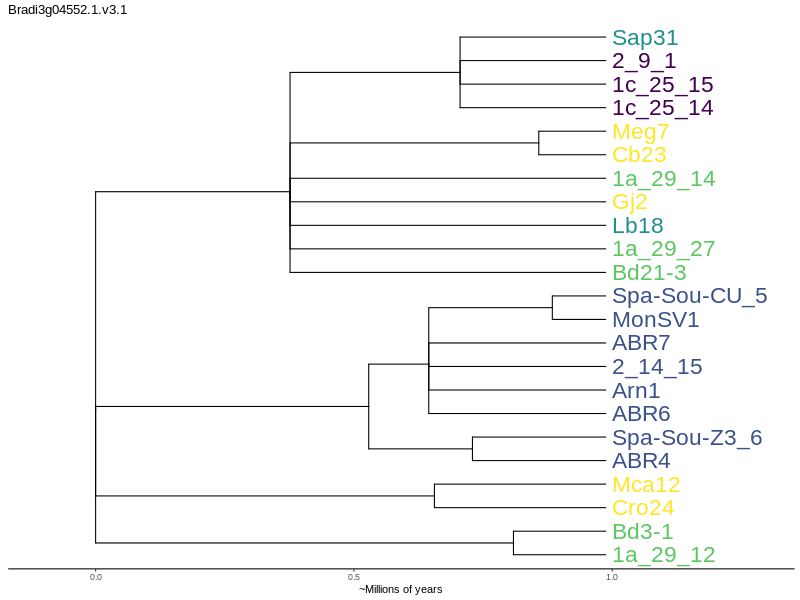 Bradi3g04552.1.v3.1
Sap31
2_9_1
1c_25_15
1c_25_14
Meg7
Cb23
1a_29_14
Gj2
Lb18
1a_29_27
Bd21-3
Spa-Sou-CU_5
MonSV1
ABR7
2_14_15
Arn1
ABR6
Spa-Sou-Z3_6
ABR4
Mca12
Cro24
Bd3-1
1a_29_12
0.0 0.5 1.0
~Millions of years